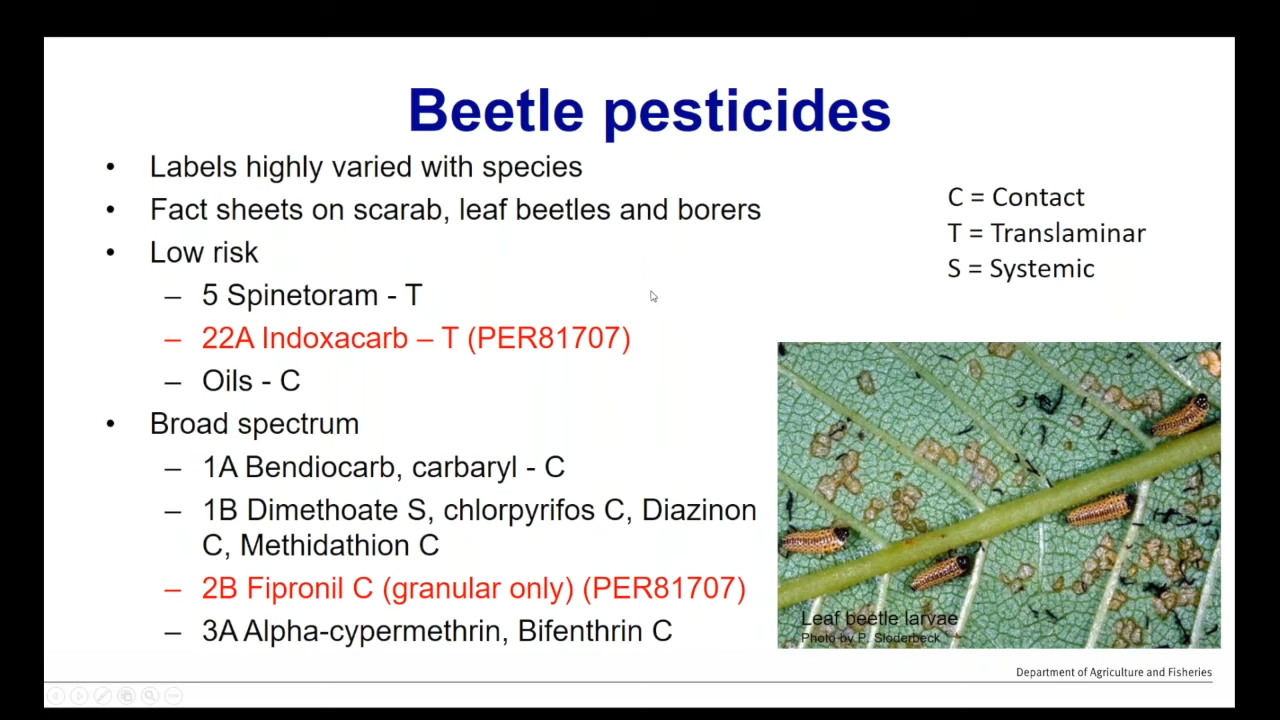 Beetle pesticides
• Labels highly varied with species
• Fact sheets on scarab, leaf beetles and borers
• Low risk
– 5 Spinetoram - T
– 22A Indoxacarb – T (PER81707)
– Oils - C
• Broad spectrum
– 1A Bendiocarb, carbaryl - C
– 1B Dimethoate S, chlorpyrifos C, Diazinon
C, Methidathion C
– 2B Fipronil C (granular only) (PER81707)
– 3A Alpha-cypermethrin, Bifenthrin C
C = Contact
T = Translaminar
S = Systemic
Leaf beetle larvae
Photo by P. Sloderbeck
Department of Agriculture and Fisheries